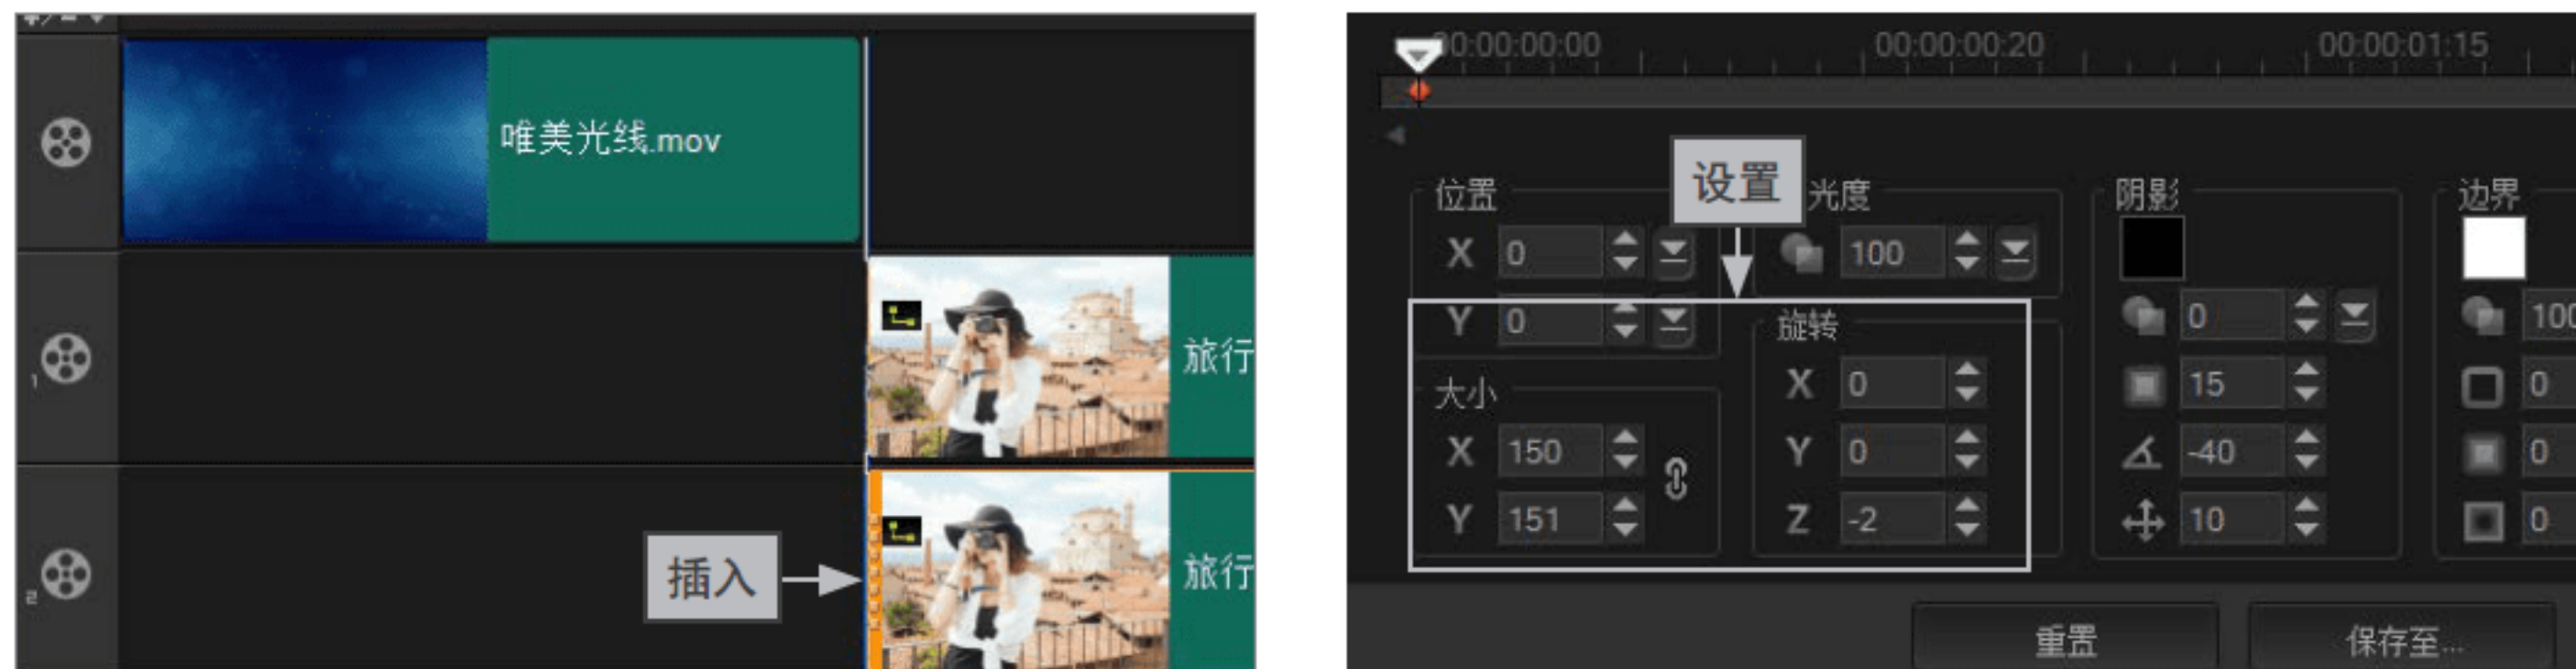 唯美光线.mov
1
旅行
2
插入
旅行
00:00:00:00 00:00:00:20 00:00:01:15
设置
位置 光度 阴影 边界
X 0 100
Y 0 旋转 0 100
大小 X 0 15 0
X 150 Y 0 -40 0
Y 151 Z -2 10 0
重置 保存至...